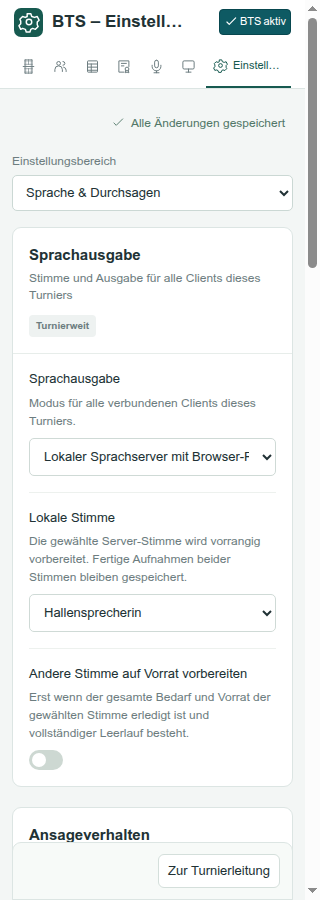 BTS – Einstell…
BTS aktiv
Einstell…
Alle Änderungen gespeichert
Einstellungsbereich
Sprache & Durchsagen
Sprachausgabe
Stimme und Ausgabe für alle Clients dieses
Turniers
Turnierweit
Sprachausgabe
Modus für alle verbundenen Clients dieses
Turniers.
Lokaler Sprachserver mit Browser-F
Lokale Stimme
Die gewählte Server-Stimme wird vorrangig
vorbereitet. Fertige Aufnahmen beider
Stimmen bleiben gespeichert.
Hallensprecherin
Andere Stimme auf Vorrat vorbereiten
Erst wenn der gesamte Bedarf und Vorrat der
gewählten Stimme erledigt ist und
vollständiger Leerlauf besteht.
Ansageverhalten
Zur Turnierleitung